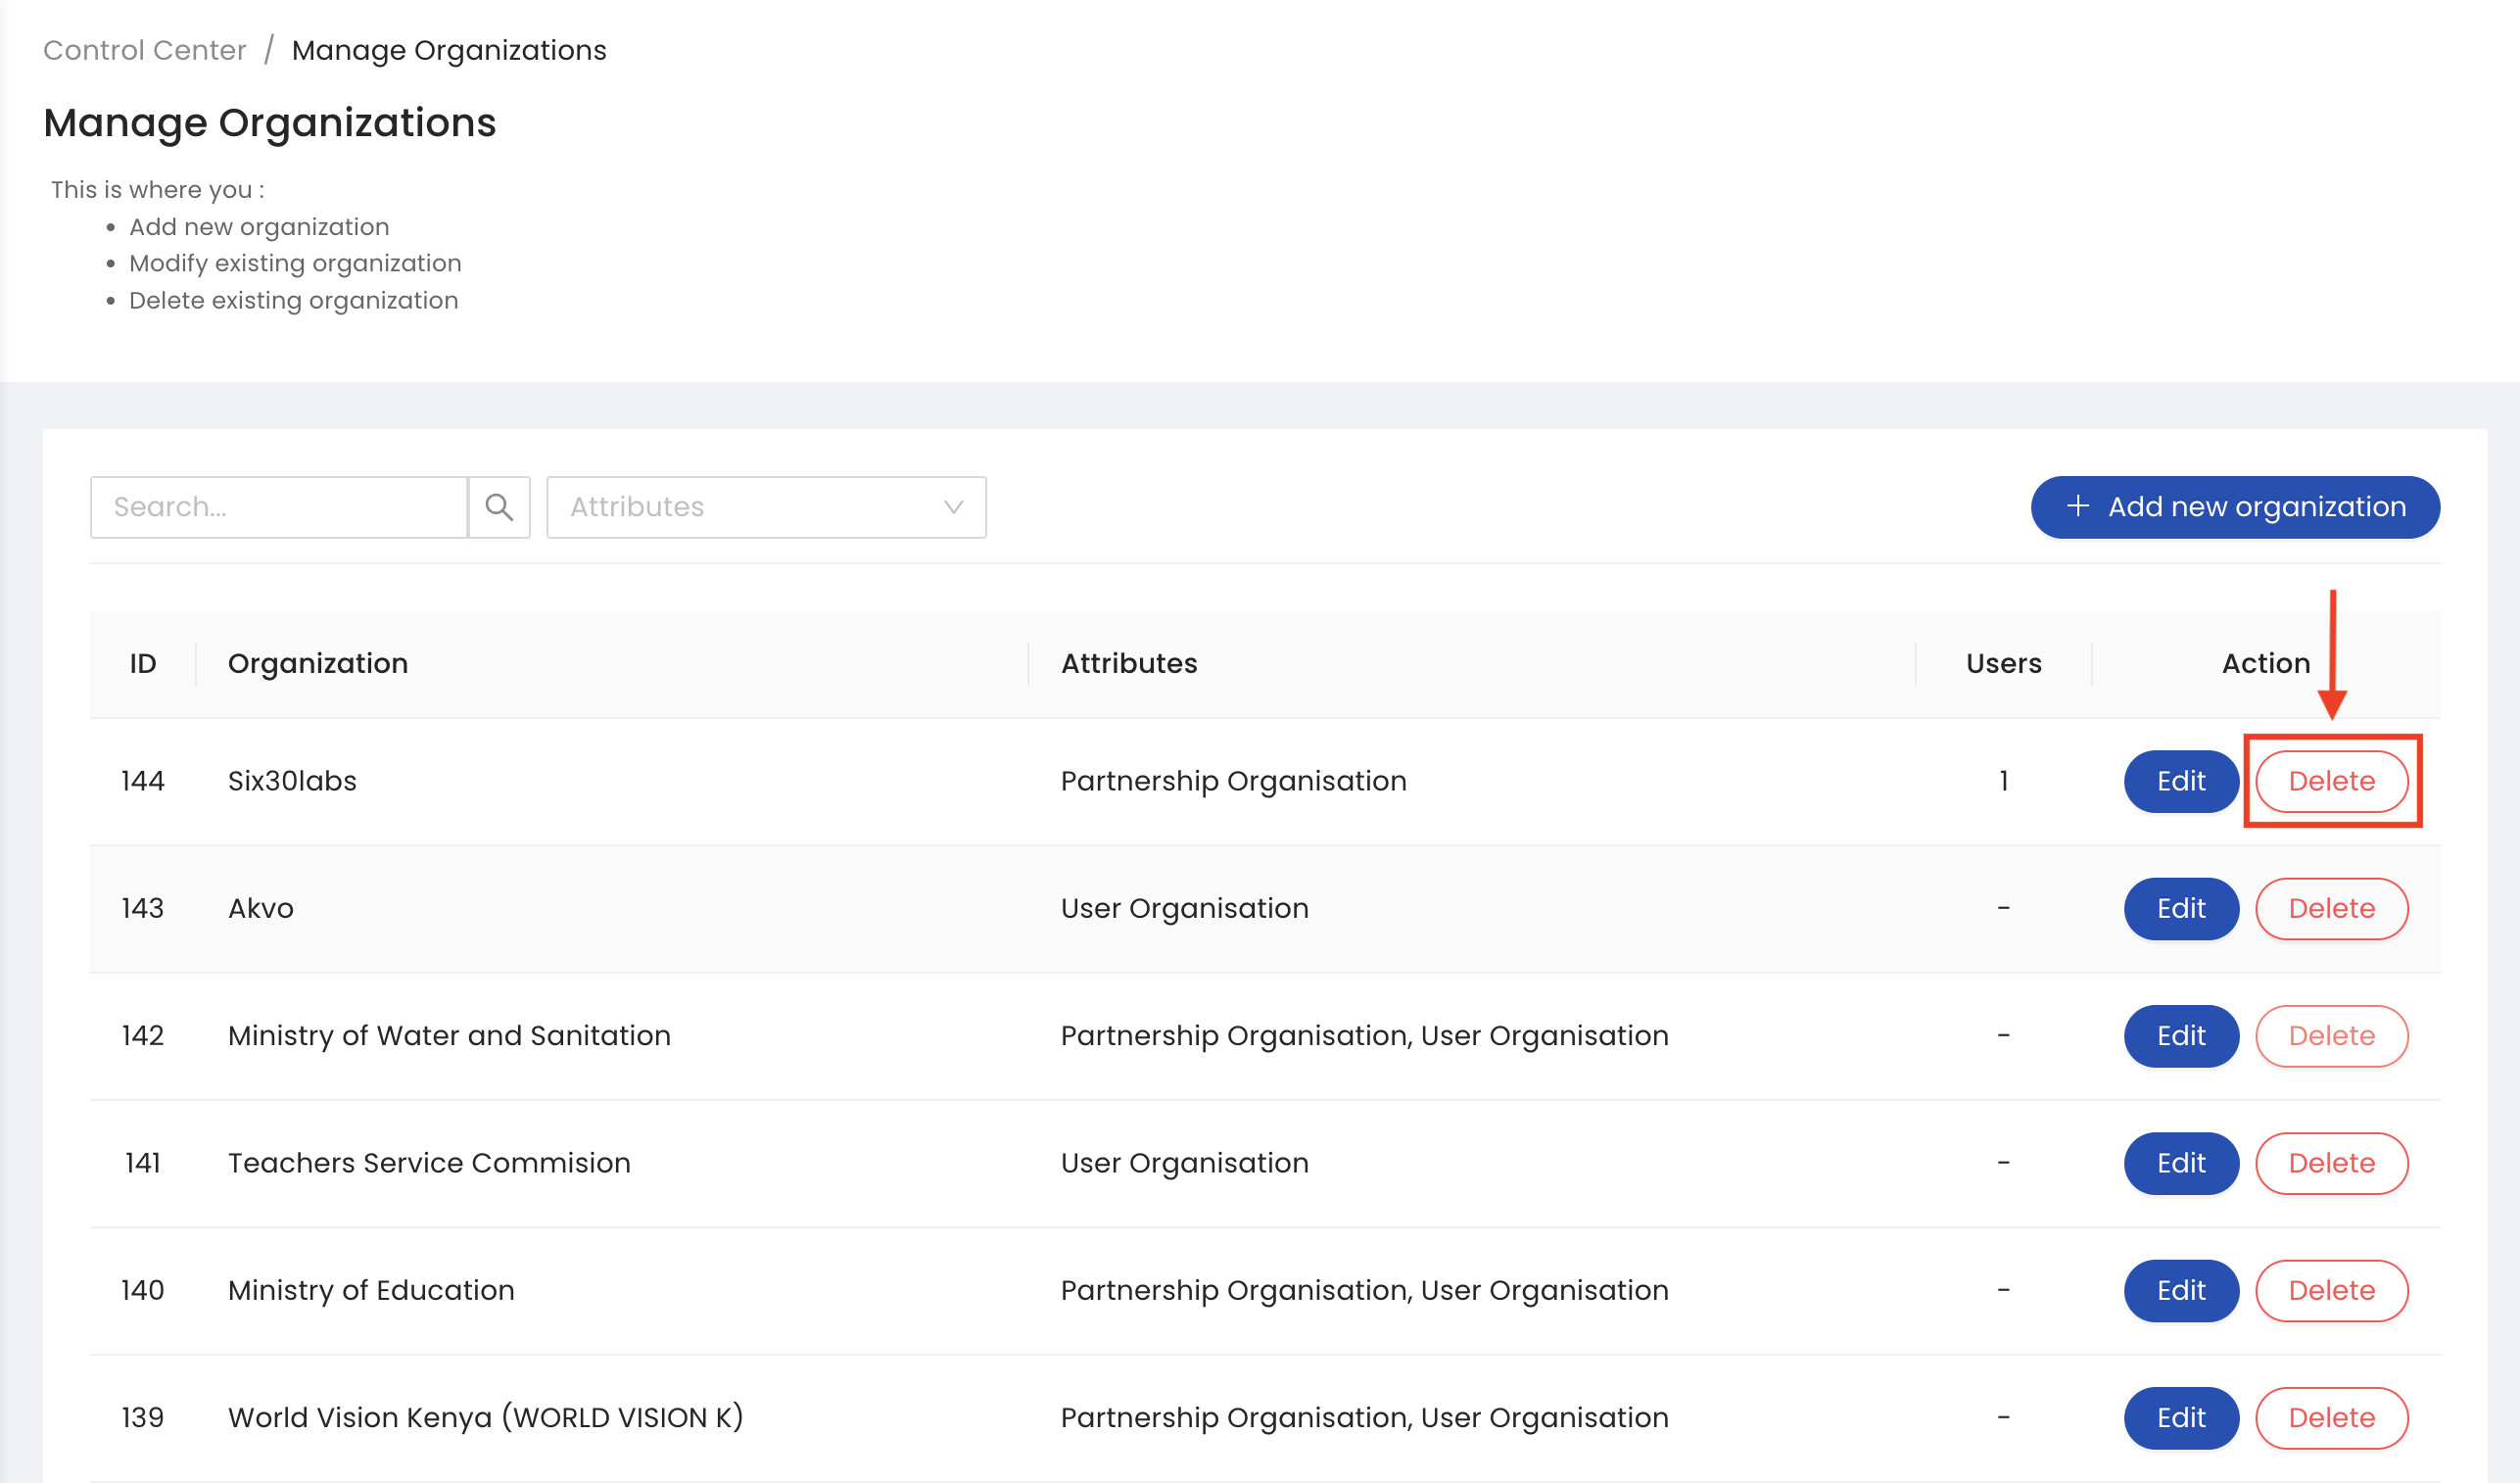 Control Center / Manage Organizations
Manage Organizations
This is where you :
• Add new organization
• Modify existing organization
• Delete existing organization
Search... Attributes + Add new organization
ID Organization Attributes Users Action
144 Six30labs Partnership Organisation 1 Edit Delete
143 Akvo User Organisation - Edit Delete
142 Ministry of Water and Sanitation Partnership Organisation, User Organisation - Edit Delete
141 Teachers Service Commision User Organisation - Edit Delete
140 Ministry of Education Partnership Organisation, User Organisation - Edit Delete
139 World Vision Kenya (WORLD VISION K) Partnership Organisation, User Organisation - Edit Delete